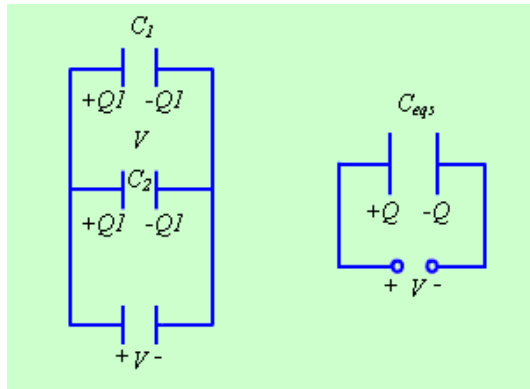 C1
+Q1 -Q1
V
C2
+Q1 -Q1
+ V -
Ceqs
+Q -Q
+ V -